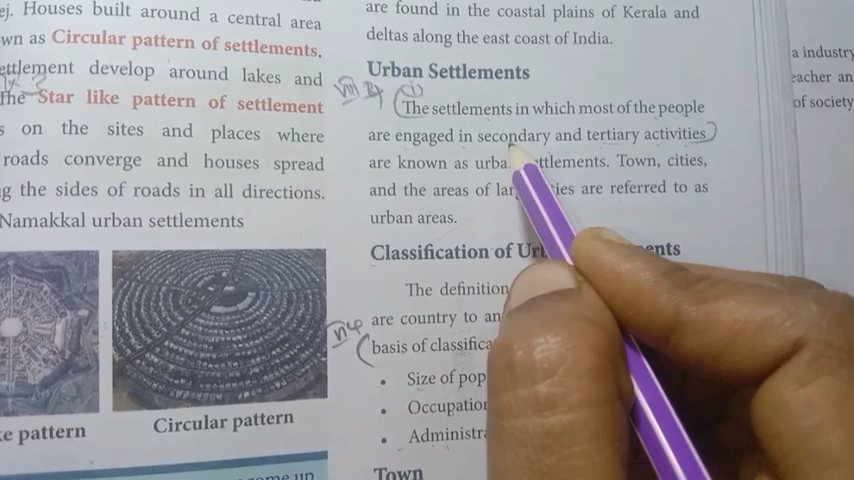 ej. Houses built around a central area
wn as Circular pattern of settlements.
ettlement develop around lakes and
The Star like pattern of settlement
s on the sites and places where
roads converge and houses spread
g the sides of roads in all directions.
Namakkal urban settlements
ke pattern
Circular pattern
come up
are found in the coastal plains of Kerala and
deltas along the east coast of India.
Urban Settlements
(i)
The settlements in which most of the people
are engaged in secondary and tertiary activities
are known as urba ettlements. Town, cities,
and the areas of lar ties are referred to as
urban areas.
Classification of Ur ents
The definition
are country to an
basis of classifica
• Size of pop
• Occupation
• Administra
Town
a industry
eacher an
of society